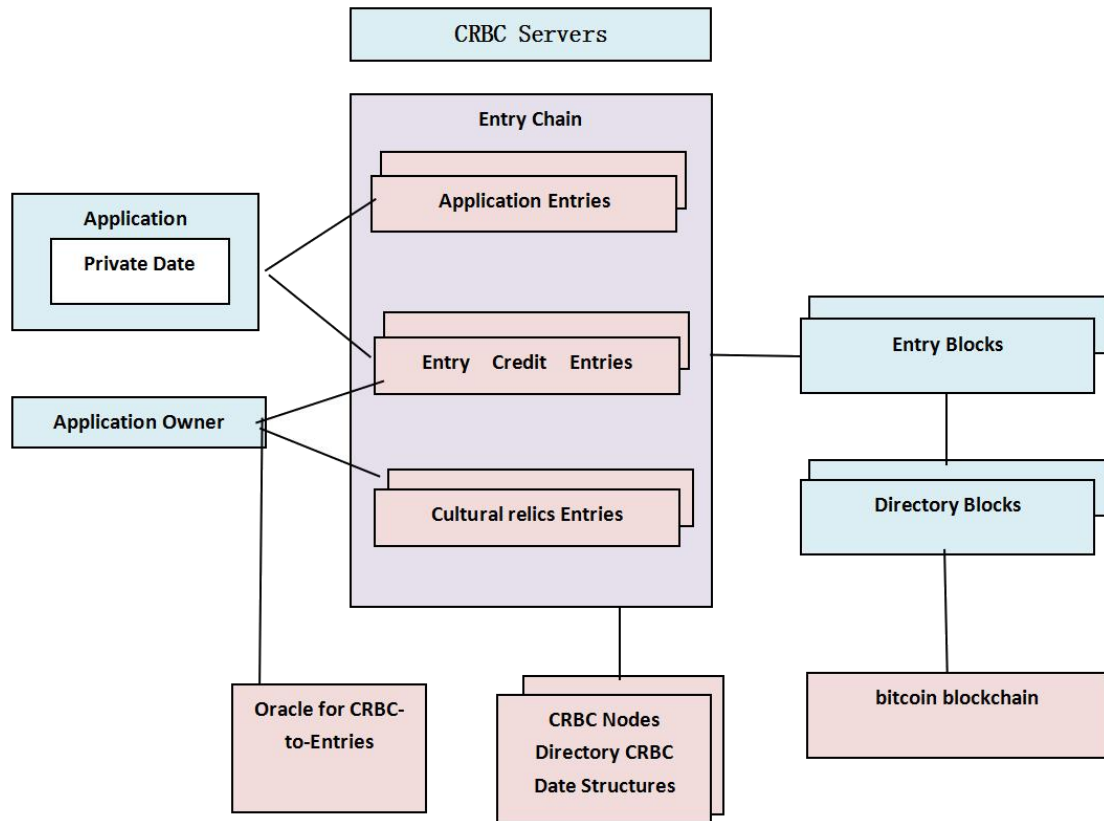 CRBC Servers
Entry Chain
Application Entries
Application
Private Date
Entry Credit Entries
Entry Blocks
Application Owner
Cultural relics Entries
Directory Blocks
Oracle for CRBC-
to-Entries
CRBC Nodes
Directory CRBC
Date Structures
bitcoin blockchain